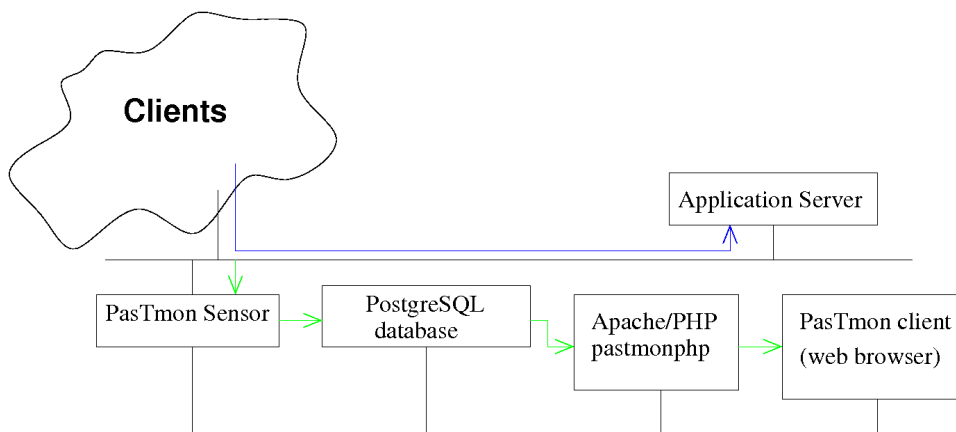 Clients
Application Server
PasTmon Sensor
PostgreSQL
database
Apache/PHP
pastmonphp
PasTmon client
(web browser)